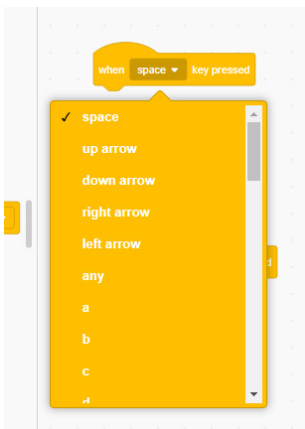 when space key pressed
✓ space
up arrow
down arrow
right arrow
left arrow
any
a
b
c
d